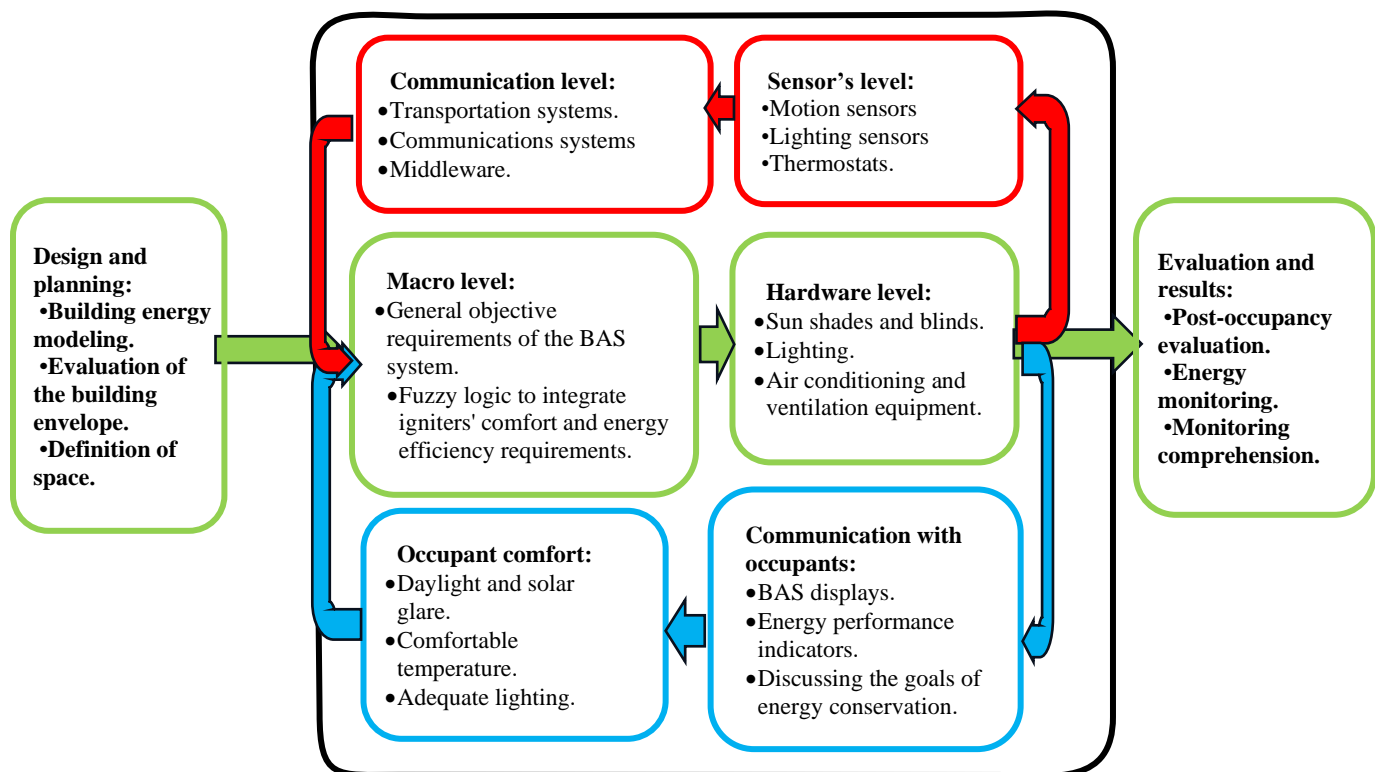 Communication level:
•Transportation systems.
•Communications systems
•Middleware.
Sensor’s level:
•Motion sensors
•Lighting sensors
•Thermostats.
Design and
planning:
•Building energy
modeling.
•Evaluation of
the building
envelope.
•Definition of
space.
Macro level:
•General objective
requirements of the BAS
system.
•Fuzzy logic to integrate
igniters' comfort and energy
efficiency requirements.
Hardware level:
•Sun shades and blinds.
•Lighting.
•Air conditioning and
ventilation equipment.
Evaluation and
results:
•Post-occupancy
evaluation.
•Energy
monitoring.
•Monitoring
comprehension.
Occupant comfort:
•Daylight and solar
glare.
•Comfortable
temperature.
•Adequate lighting.
Communication with
occupants:
•BAS displays.
•Energy performance
indicators.
•Discussing the goals of
energy conservation.